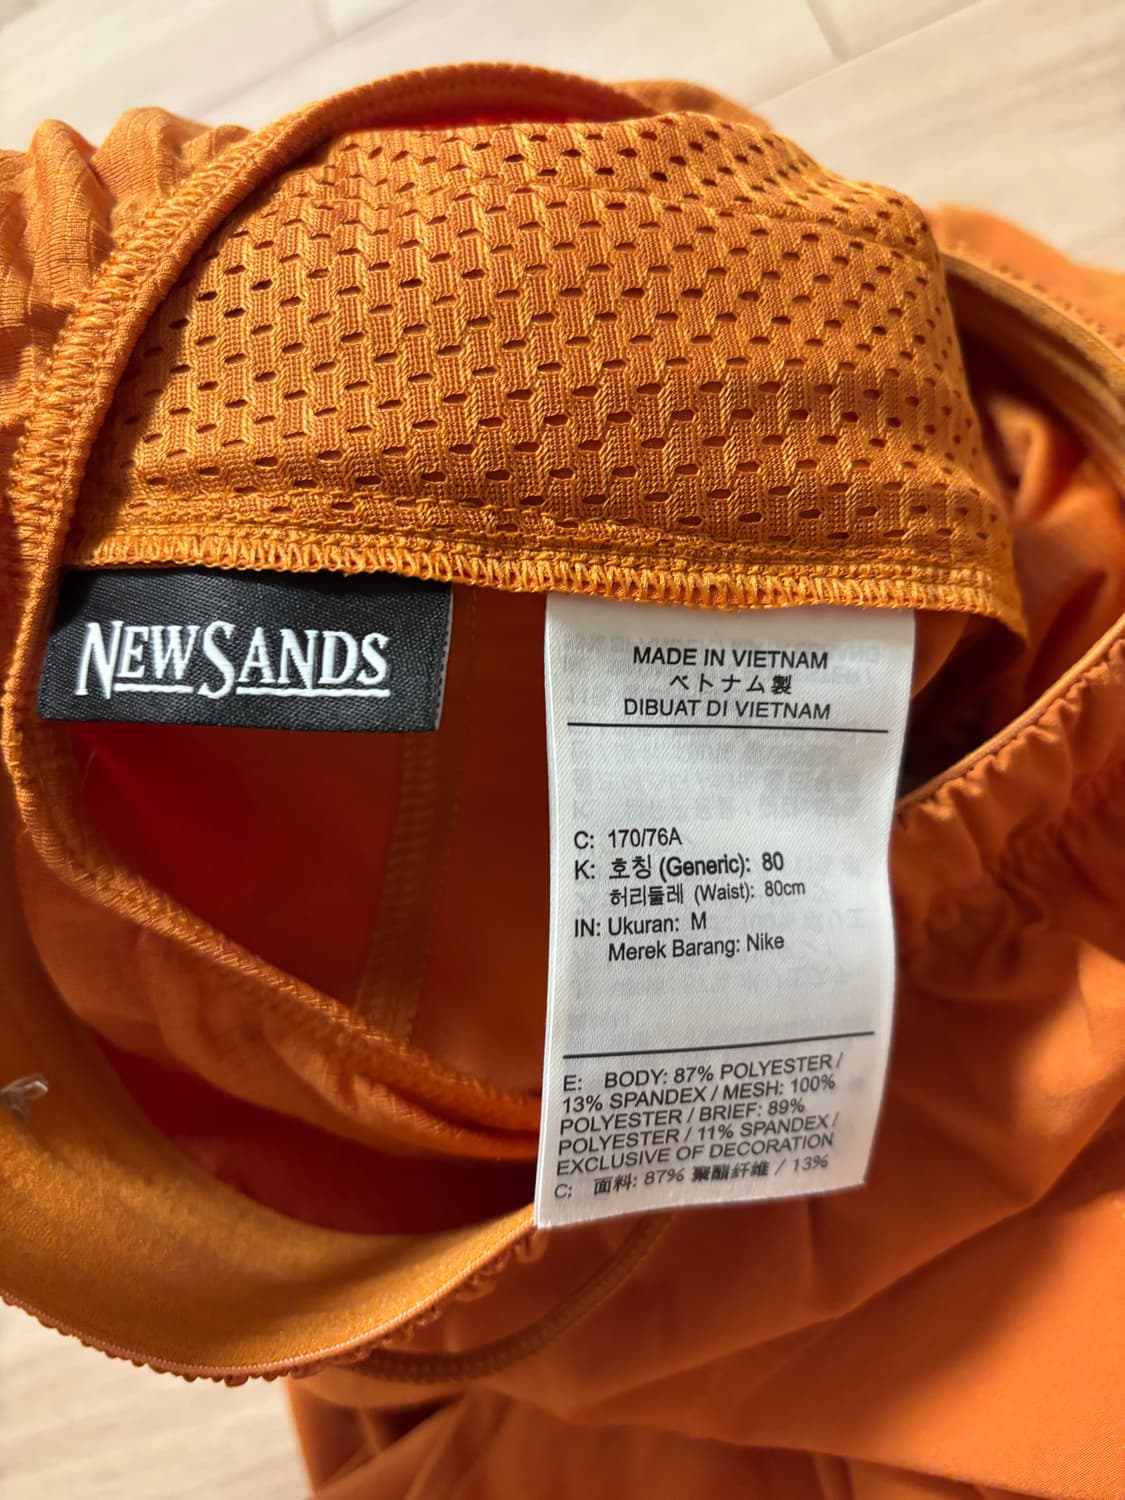 NEWSANDS
MADE IN VIETNAM
ベトナム製
DIBUAT DI VIETNAM
C: 170/76A
K: 호칭 (Generic): 80
허리둘레 (Waist): 80cm
IN: Ukuran: M
Merek Barang: Nike
E: BODY: 87% POLYESTER /
13% SPANDEX / MESH: 100%
POLYESTER / BRIEF: 89%
POLYESTER / 11% SPANDEX /
EXCLUSIVE OF DECORATION
C: 面料: 87% 聚酯纤维 / 13%